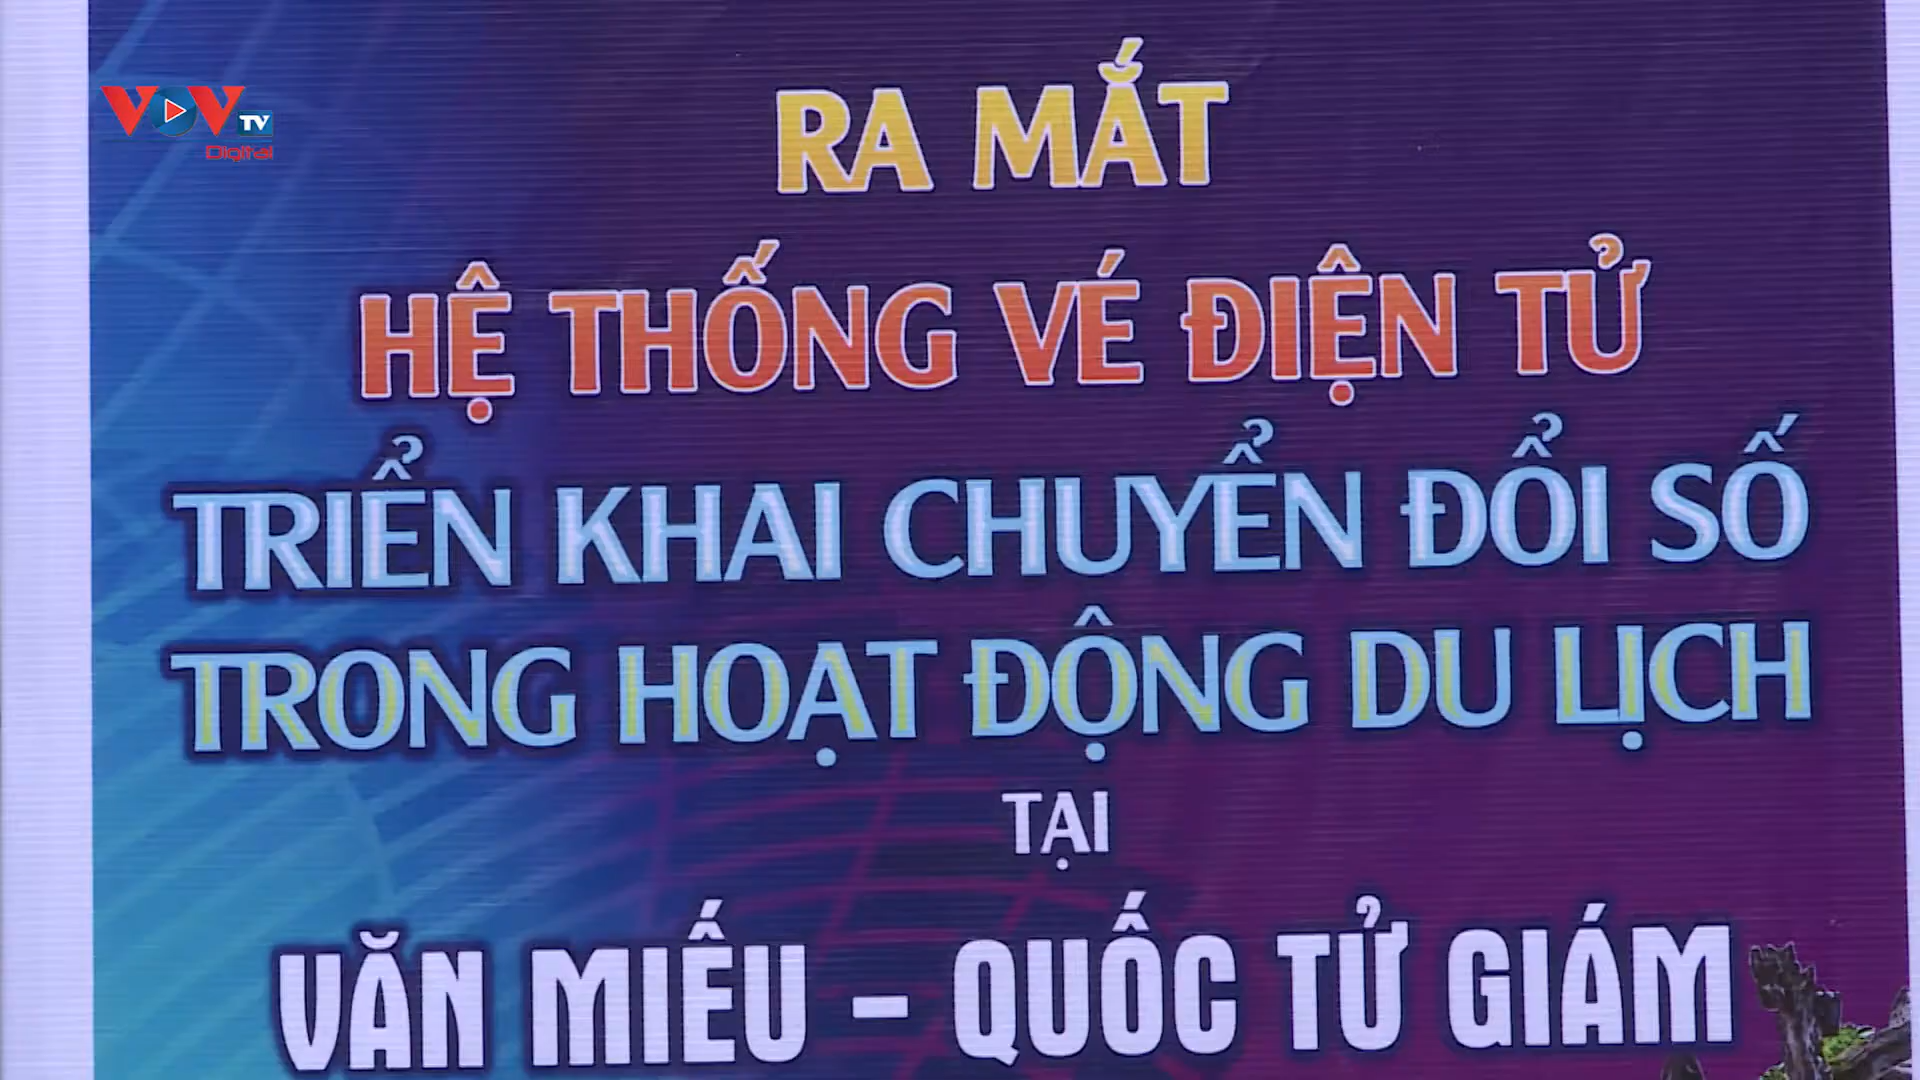 VOV TV
Digital
RA MẮT
HỆ THỐNG VÉ ĐIỆN TỬ
TRIỂN KHAI CHUYỂN ĐỔI SỐ
TRONG HOẠT ĐỘNG DU LỊCH
TẠI
VĂN MIẾU – QUỐC TỬ GIÁM